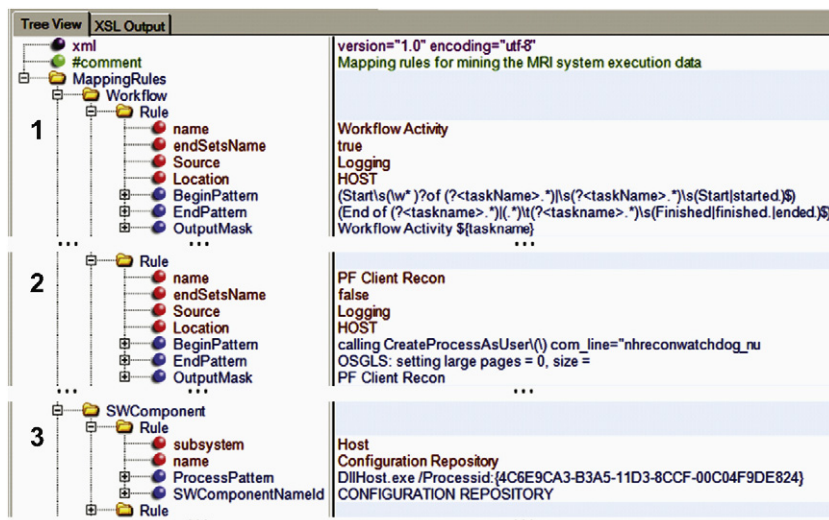 Tree View XSL Output
xml version="1.0" encoding="utf-8"
#comment Mapping rules for mining the MRI system execution data
MappingRules
Workflow
Rule
1
name Workflow Activity
endSetsName true
Source Logging
Location HOST
BeginPattern (Start\s(\w* )?of (?<taskName>.*)|\s(?<taskName>.*)\s(Start|started.)$)
EndPattern (End of (?<taskname>.*)|(.*)\t(?<taskname>.*)\s(Finished|finished.|ended.)$)
OutputMask Workflow Activity ${taskname}
... ... ...
Rule
2
name PF Client Recon
endSetsName false
Source Logging
Location HOST
BeginPattern calling CreateProcessAsUser\(\) com_line="nhreconwatchdog_nu
EndPattern OSGLS: setting large pages = 0, size =
OutputMask PF Client Recon
... ... ...
SWComponent
3
Rule
subsystem Host
name Configuration Repository
ProcessPattern DllHost.exe /Processid:{4C6E9CA3-B3A5-11D3-8CCF-00C04F9DE824}
SWComponentNameId CONFIGURATION REPOSITORY
Rule